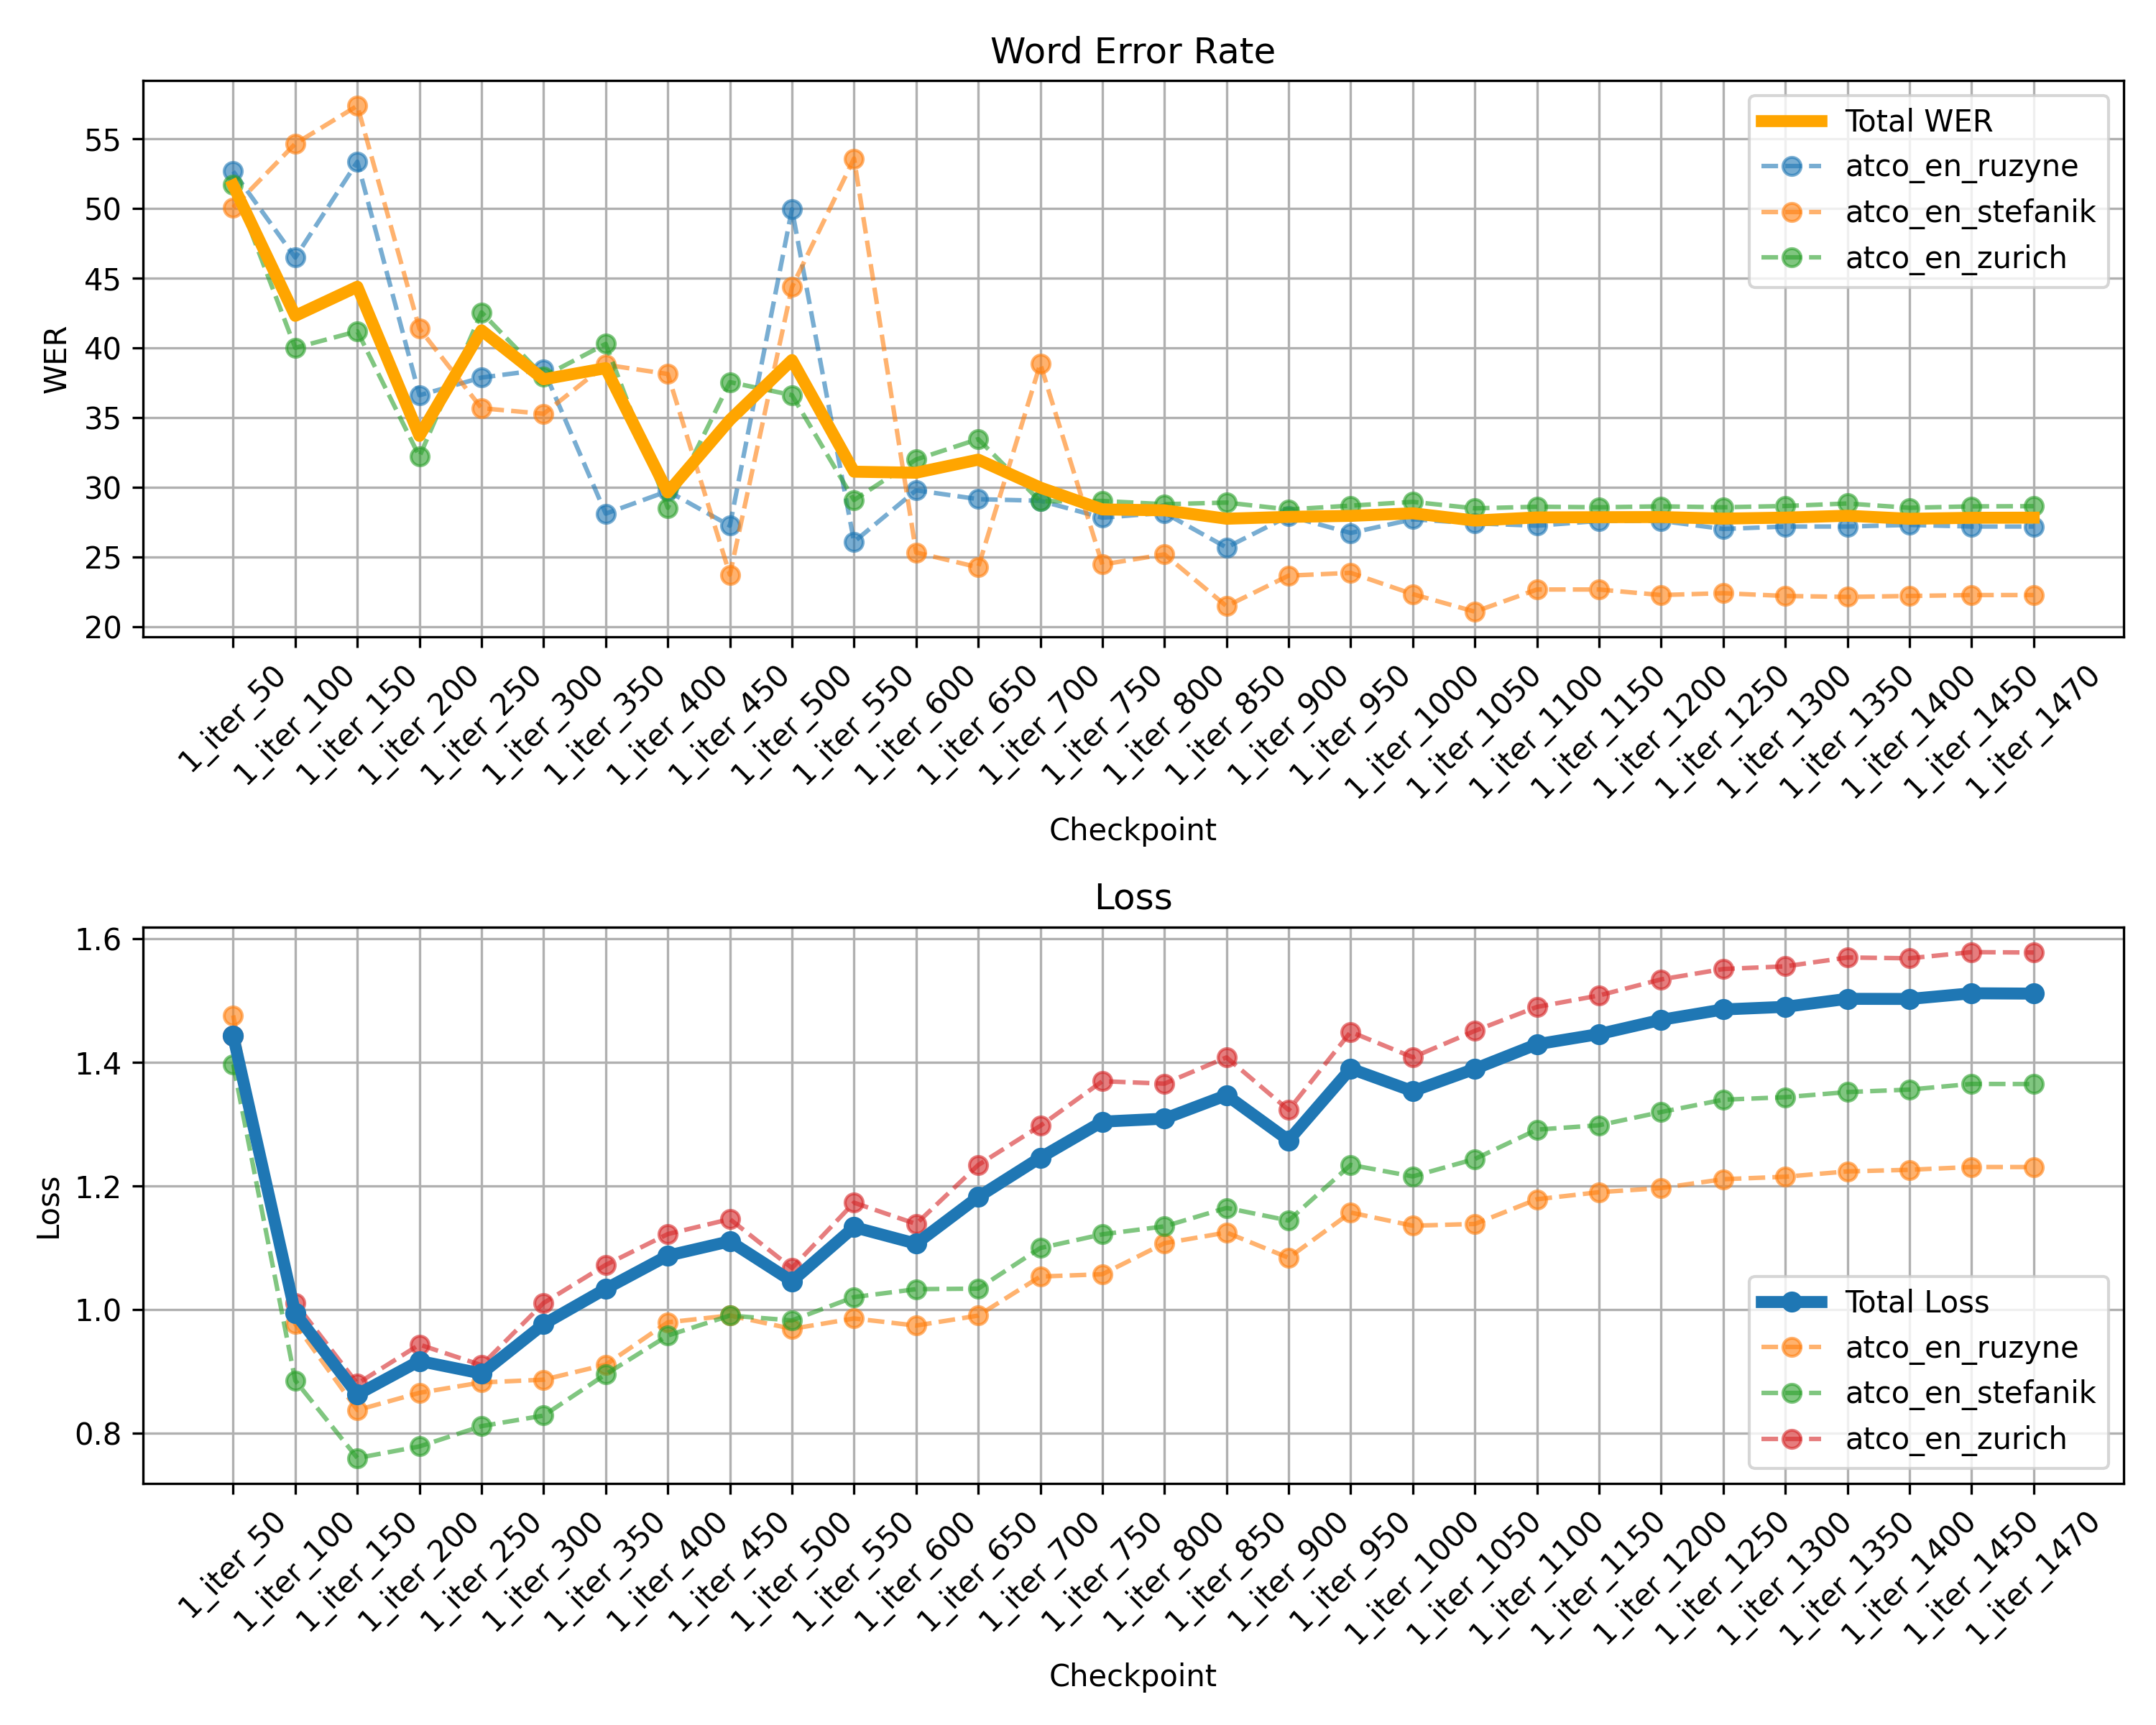 Word Error Rate
WER
55
50
45
40
35
30
25
20
Total WER
atco_en_ruzyne
atco_en_stefanik
atco_en_zurich
1_iter_50
1_iter_100
1_iter_150
1_iter_200
1_iter_250
1_iter_300
1_iter_350
1_iter_400
1_iter_450
1_iter_500
1_iter_550
1_iter_600
1_iter_650
1_iter_700
1_iter_750
1_iter_800
1_iter_850
1_iter_900
1_iter_950
1_iter_1000
1_iter_1050
1_iter_1100
1_iter_1150
1_iter_1200
1_iter_1250
1_iter_1300
1_iter_1350
1_iter_1400
1_iter_1450
1_iter_1470
Checkpoint
Loss
Loss
1.6
1.4
1.2
1.0
0.8
Total Loss
atco_en_ruzyne
atco_en_stefanik
atco_en_zurich
1_iter_50
1_iter_100
1_iter_150
1_iter_200
1_iter_250
1_iter_300
1_iter_350
1_iter_400
1_iter_450
1_iter_500
1_iter_550
1_iter_600
1_iter_650
1_iter_700
1_iter_750
1_iter_800
1_iter_850
1_iter_900
1_iter_950
1_iter_1000
1_iter_1050
1_iter_1100
1_iter_1150
1_iter_1200
1_iter_1250
1_iter_1300
1_iter_1350
1_iter_1400
1_iter_1450
1_iter_1470
Checkpoint